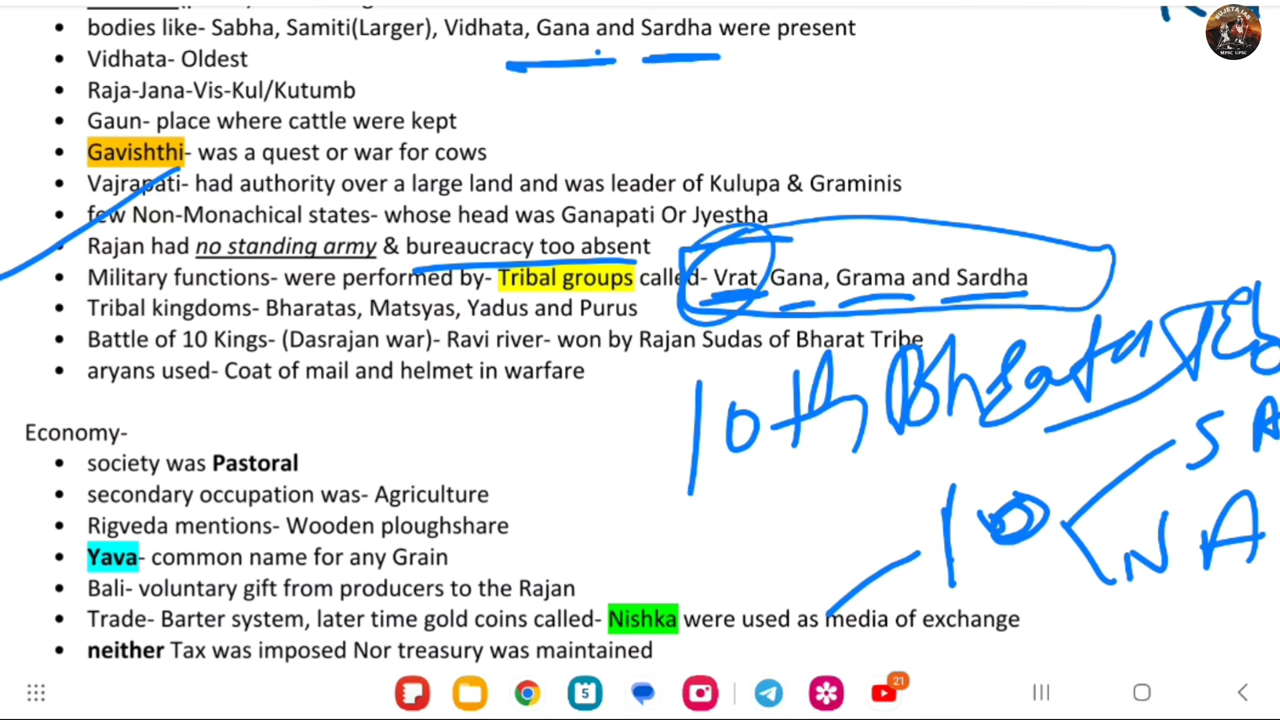 bodies like- Sabha, Samiti(Larger), Vidhata, Gana and Sardha were present
SUJETA IAS
MPSC UPSC
• Vidhata- Oldest
• Raja-Jana-Vis-Kul/Kutumb
• Gaun- place where cattle were kept
• Gavishthi- was a quest or war for cows
• Vajrapati- had authority over a large land and was leader of Kulupa & Graminis
• few Non-Monachical states- whose head was Ganapati Or Jyestha
• Rajan had no standing army & bureaucracy too absent
• Military functions- were performed by- Tribal groups called- Vrat, Gana, Grama and Sardha
• Tribal kingdoms- Bharatas, Matsyas, Yadus and Purus
• Battle of 10 Kings- (Dasrajan war)- Ravi river- won by Rajan Sudas of Bharat Tribe
• aryans used- Coat of mail and helmet in warfare
10th Bharata
S A
10
N A
Economy-
• society was Pastoral
• secondary occupation was- Agriculture
• Rigveda mentions- Wooden ploughshare
• Yava- common name for any Grain
• Bali- voluntary gift from producers to the Rajan
• Trade- Barter system, later time gold coins called- Nishka were used as media of exchange
• neither Tax was imposed Nor treasury was maintained
5
21